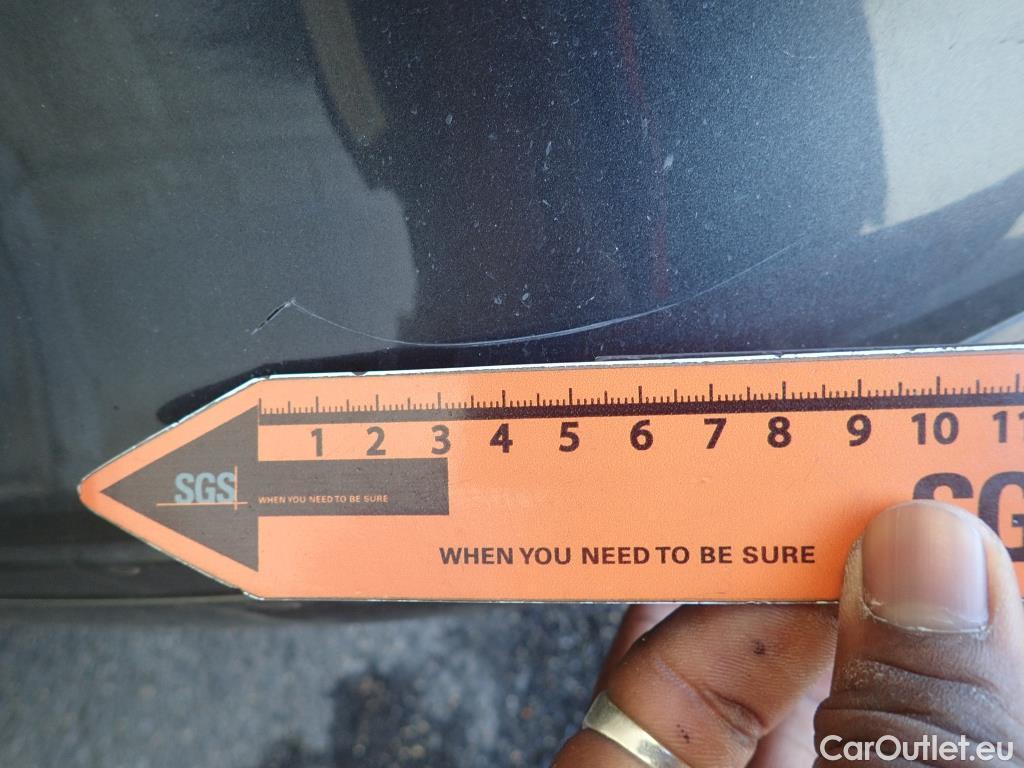 1 2 3 4 5 6 7 8 9 10 11
SGS
WHEN YOU NEED TO BE SURE
SG
WHEN YOU NEED TO BE SURE
CarOutlet.eu